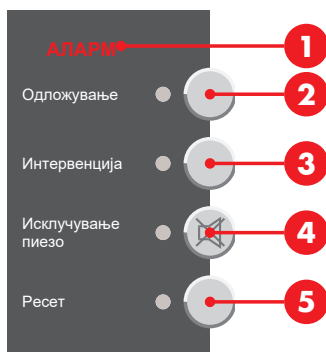 АЛАРМ
1
Одложување
2
Интервенција
3
Исклучување
пиезо
4
Ресет
5